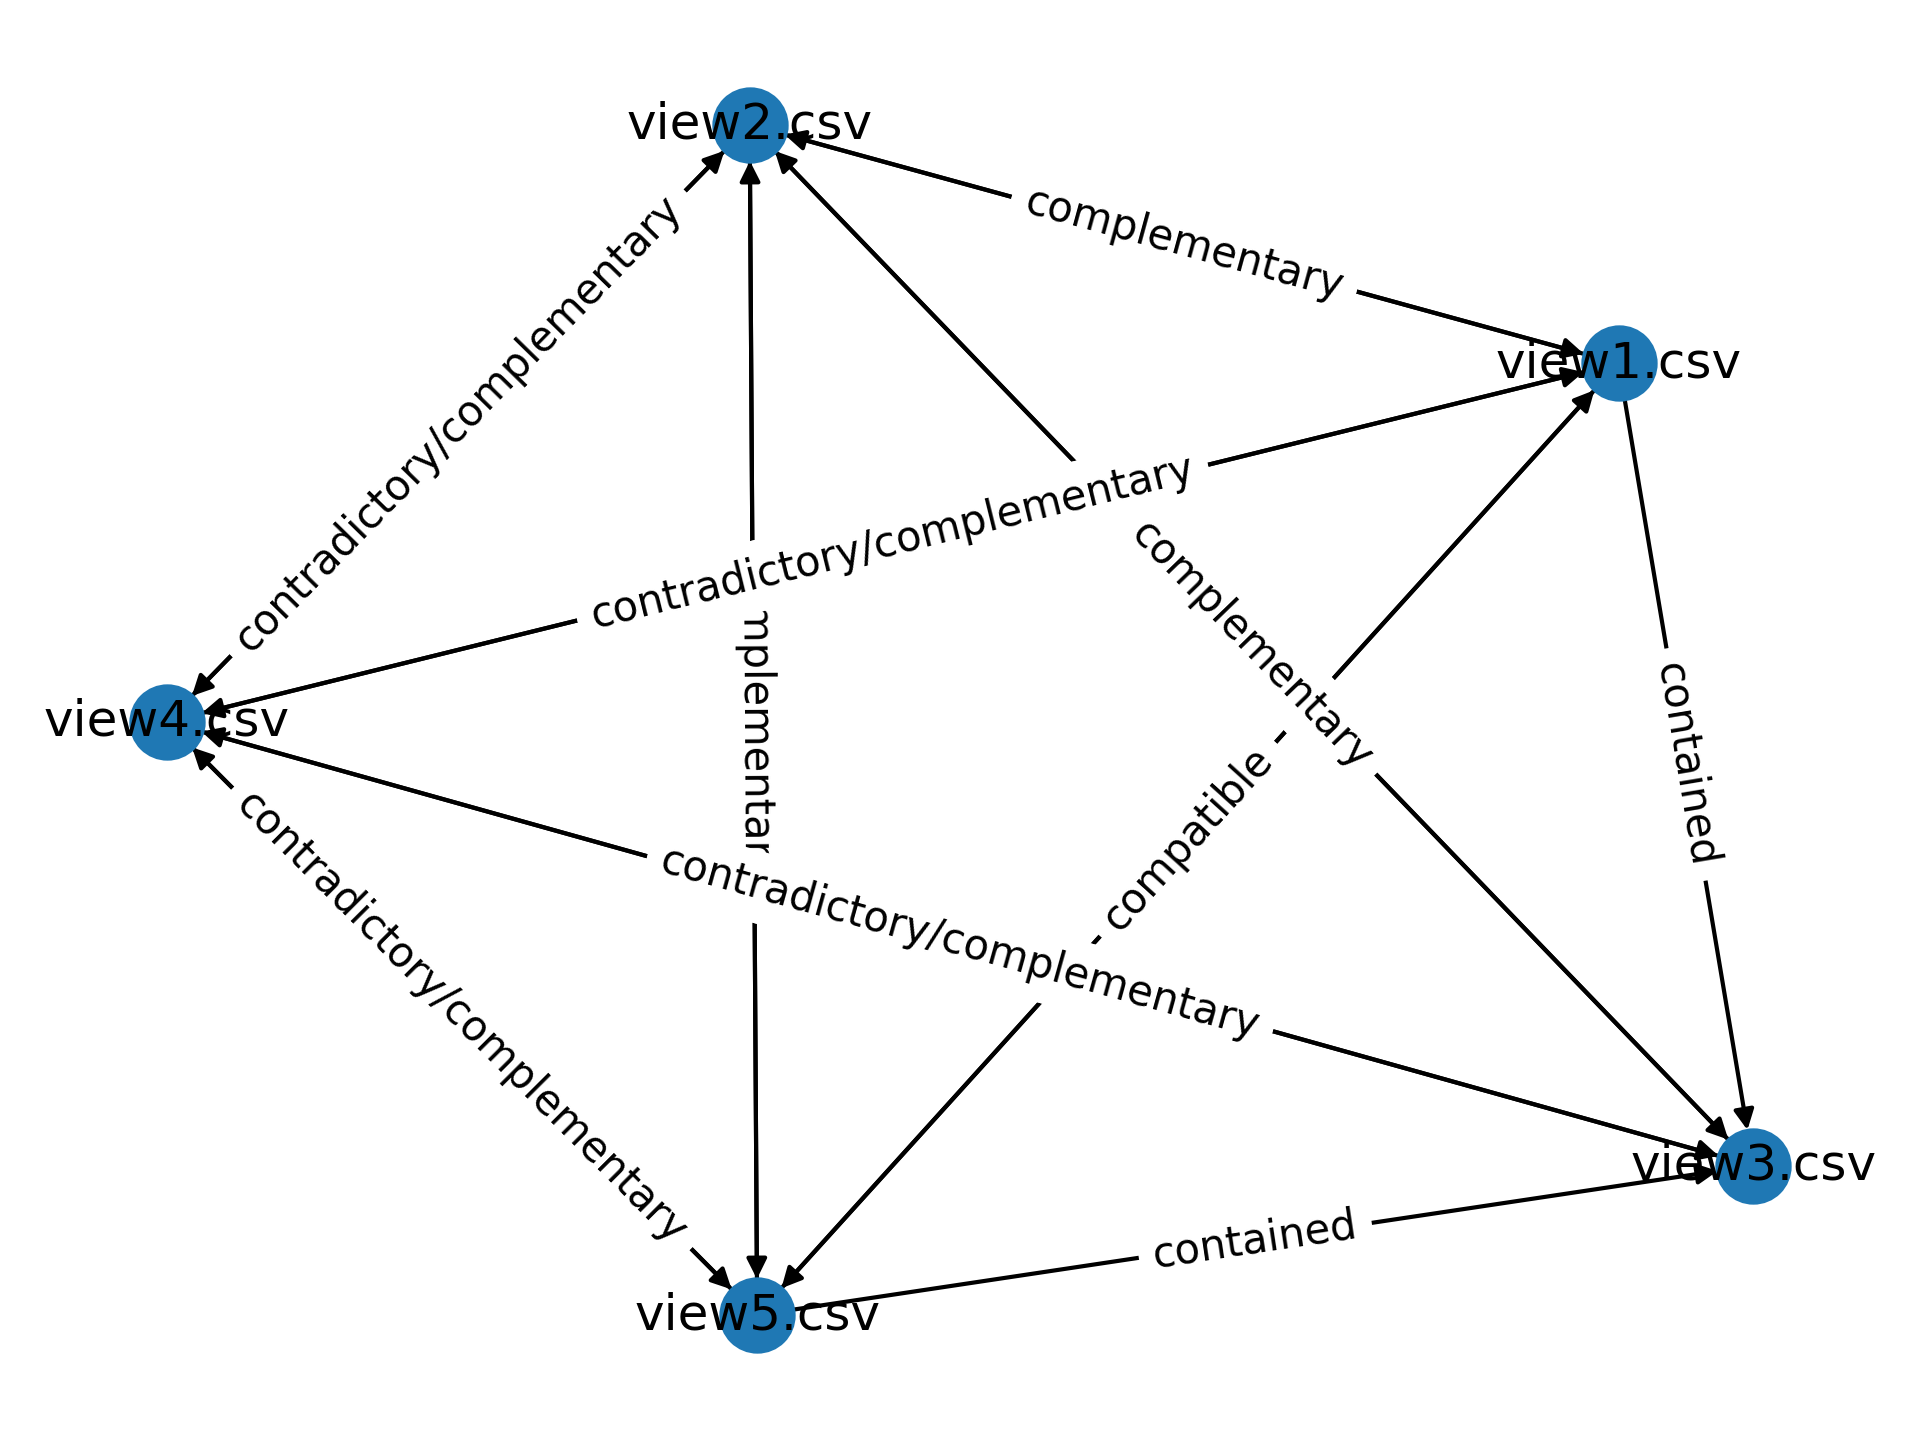 view2.csv
complementary
view1.csv
contradictory/complementary
contradictory/complementary
complementary
mplementar
contained
compatible
view4.csv
contradictory/complementary
contradictory/complementary
view3.csv
contained
view5.csv